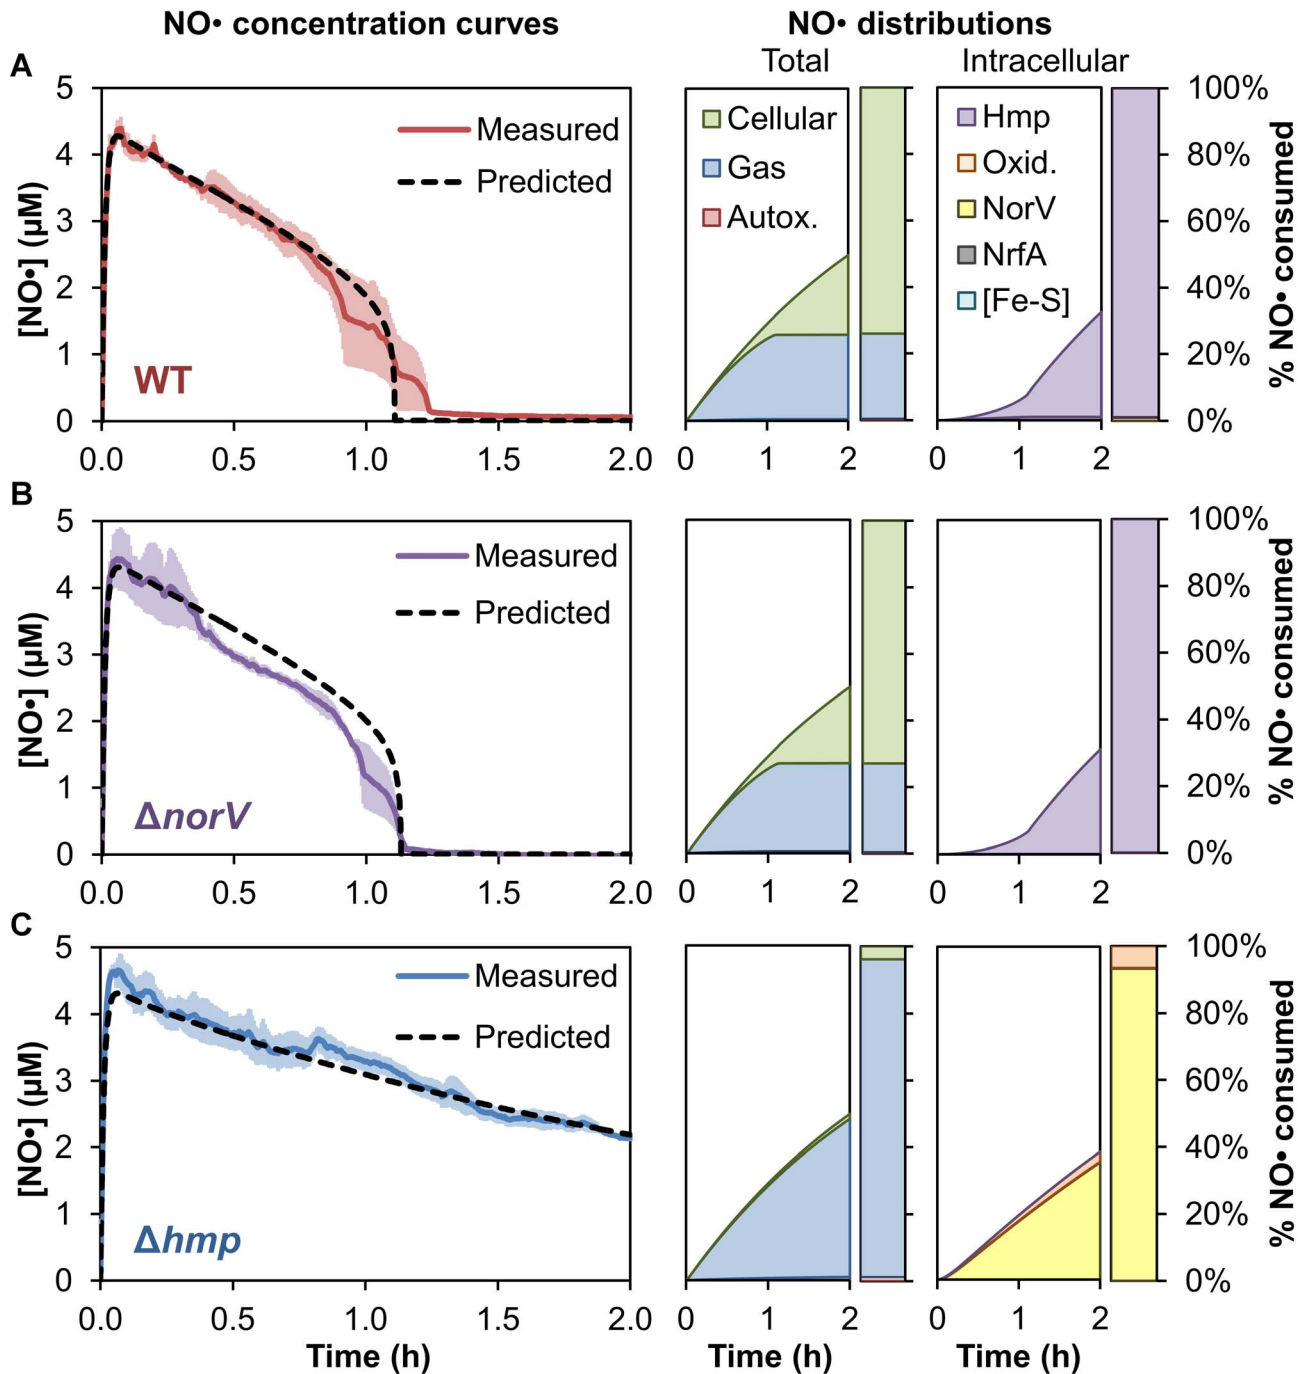 NO• concentration curves
NO• distributions
A
Total
Intracellular
[NO•] (µM)
5
4
3
2
1
0
Measured
Predicted
WT
0.0 0.5 1.0 1.5 2.0
Cellular
Gas
Autox.
0 1 2
Hmp
Oxid.
NorV
NrfA
[Fe-S]
0 1 2
100%
80%
60%
40%
20%
0%
% NO• consumed
B
[NO•] (µM)
5
4
3
2
1
0
Measured
Predicted
ΔnorV
0.0 0.5 1.0 1.5 2.0
0 1 2
0 1 2
100%
80%
60%
40%
20%
0%
% NO• consumed
C
[NO•] (µM)
5
4
3
2
1
0
Measured
Predicted
Δhmp
0.0 0.5 1.0 1.5 2.0
Time (h)
0 1 2
Time (h)
0 1 2
Time (h)
100%
80%
60%
40%
20%
0%
% NO• consumed